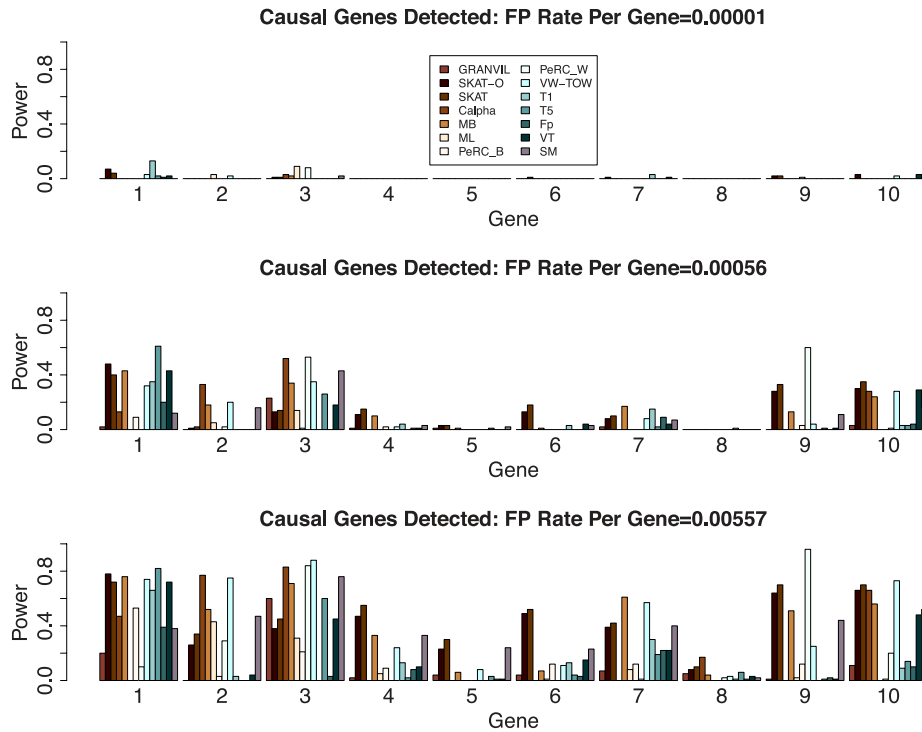 Causal Genes Detected: FP Rate Per Gene=0.00001
Power
0.0 0.4 0.8
GRANVIL PeRC_W
SKAT-O VW-TOW
SKAT T1
Calpha T5
MB Fp
ML VT
PeRC_B SM
1 2 3 4 5 6 7 8 9 10
Gene
Causal Genes Detected: FP Rate Per Gene=0.00056
Power
0.0 0.4 0.8
1 2 3 4 5 6 7 8 9 10
Gene
Causal Genes Detected: FP Rate Per Gene=0.00557
Power
0.0 0.4 0.8
1 2 3 4 5 6 7 8 9 10
Gene